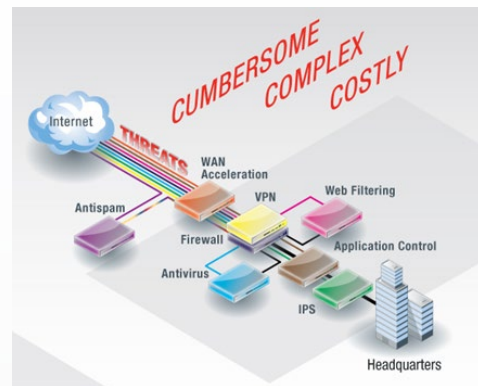 CUMBERSOME
COMPLEX
COSTLY
Internet
THREATS
WAN
Acceleration
Antispam
VPN
Web Filtering
Firewall
Application Control
Antivirus
IPS
Headquarters